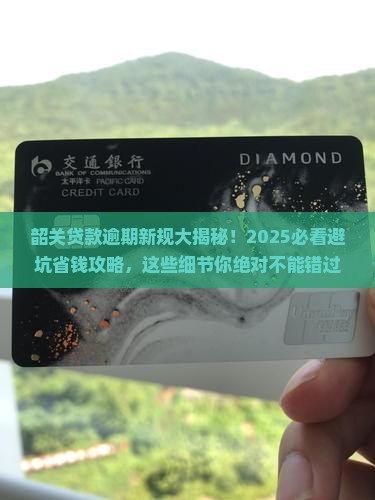 交通銀行 DIAMOND
BANK OF COMMUNICATIONS
太平洋卡 PACIFIC CARD
CREDIT CARD
韶关贷款逾期新规大揭秘！2025必看避
坑省钱攻略，这些细节你绝对不能错过
UnionPay